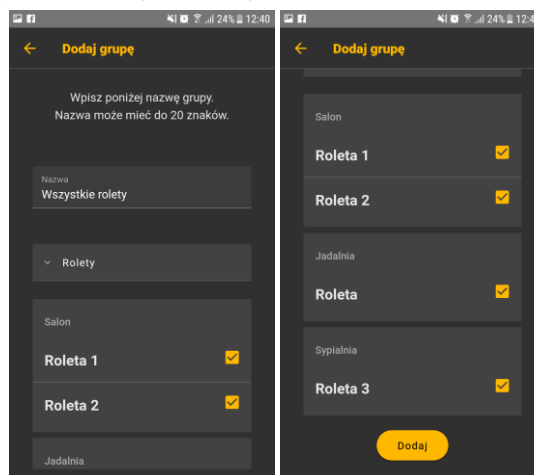 24% 12:40
Dodaj grupę
Wpisz poniżej nazwę grupy.
Nazwa może mieć do 20 znaków.
Nazwa
Wszystkie rolety
Rolety
Salon
Roleta 1
Roleta 2
Jadalnia
24% 12:4
Dodaj grupę
Salon
Roleta 1
Roleta 2
Jadalnia
Roleta
Sypialnia
Roleta 3
Dodaj